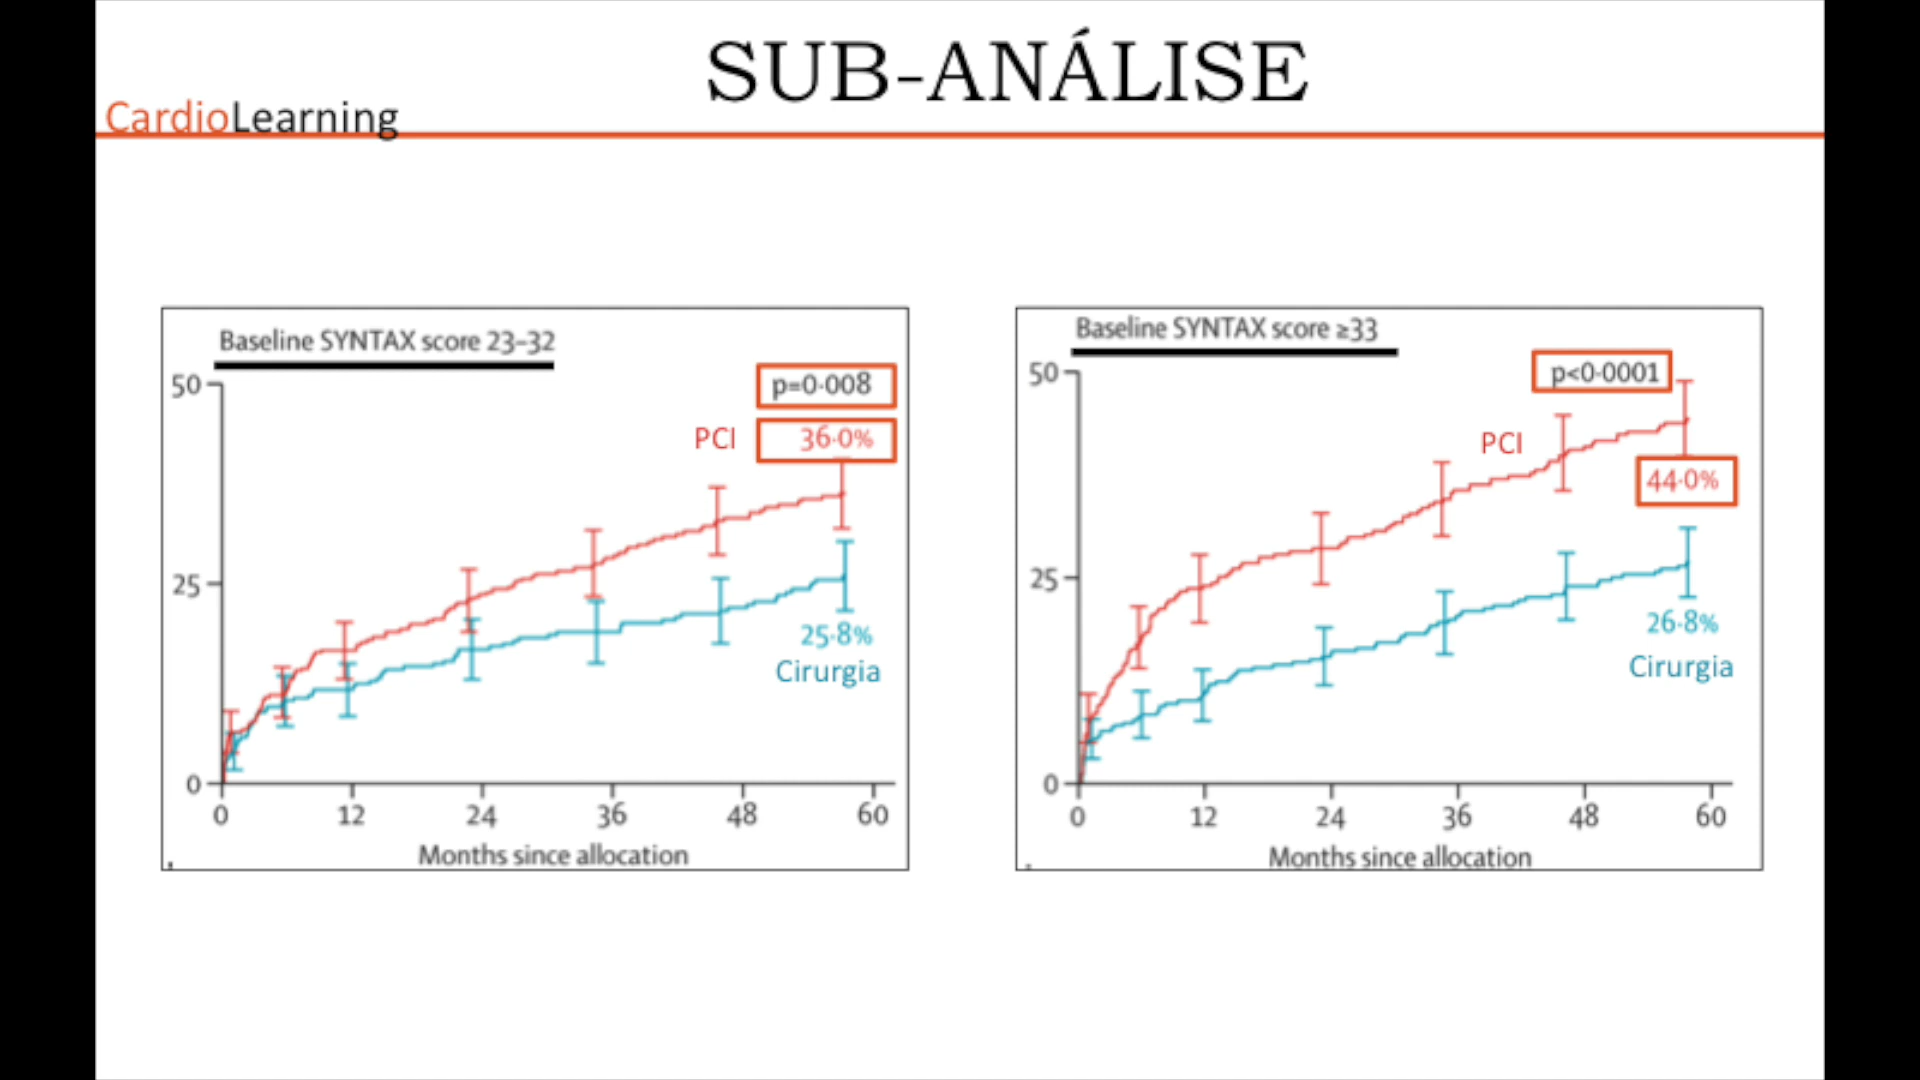 SUB-ANÁLISE
CardioLearning
Baseline SYNTAX score 23–32
50
p=0·008
PCI
36·0%
25
25·8%
Cirurgia
0
0 12 24 36 48 60
Months since allocation
Baseline SYNTAX score ≥33
50
p<0·0001
PCI
44·0%
25
26·8%
Cirurgia
0
0 12 24 36 48 60
Months since allocation